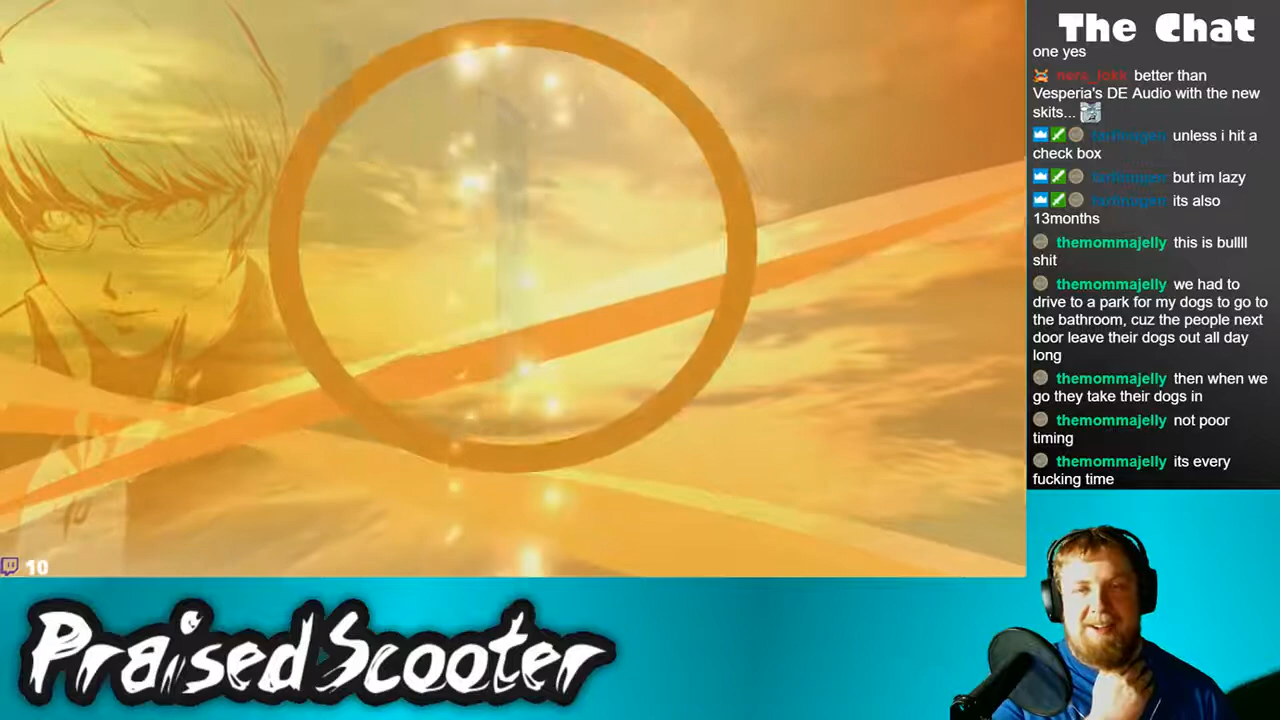 The Chat
one yes
better than
Vesperia's DE Audio with the new
skits...
unless i hit a
check box
but im lazy
its also
13months
themommajelly this is bullll
shit
themommajelly we had to
drive to a park for my dogs to go to
the bathroom, cuz the people next
door leave their dogs out all day
long
themommajelly then when we
go they take their dogs in
themommajelly not poor
timing
themommajelly its every
fucking time
10
PraisedScooter